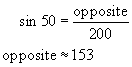 sin 50 = opposite/200
opposite ≈ 153